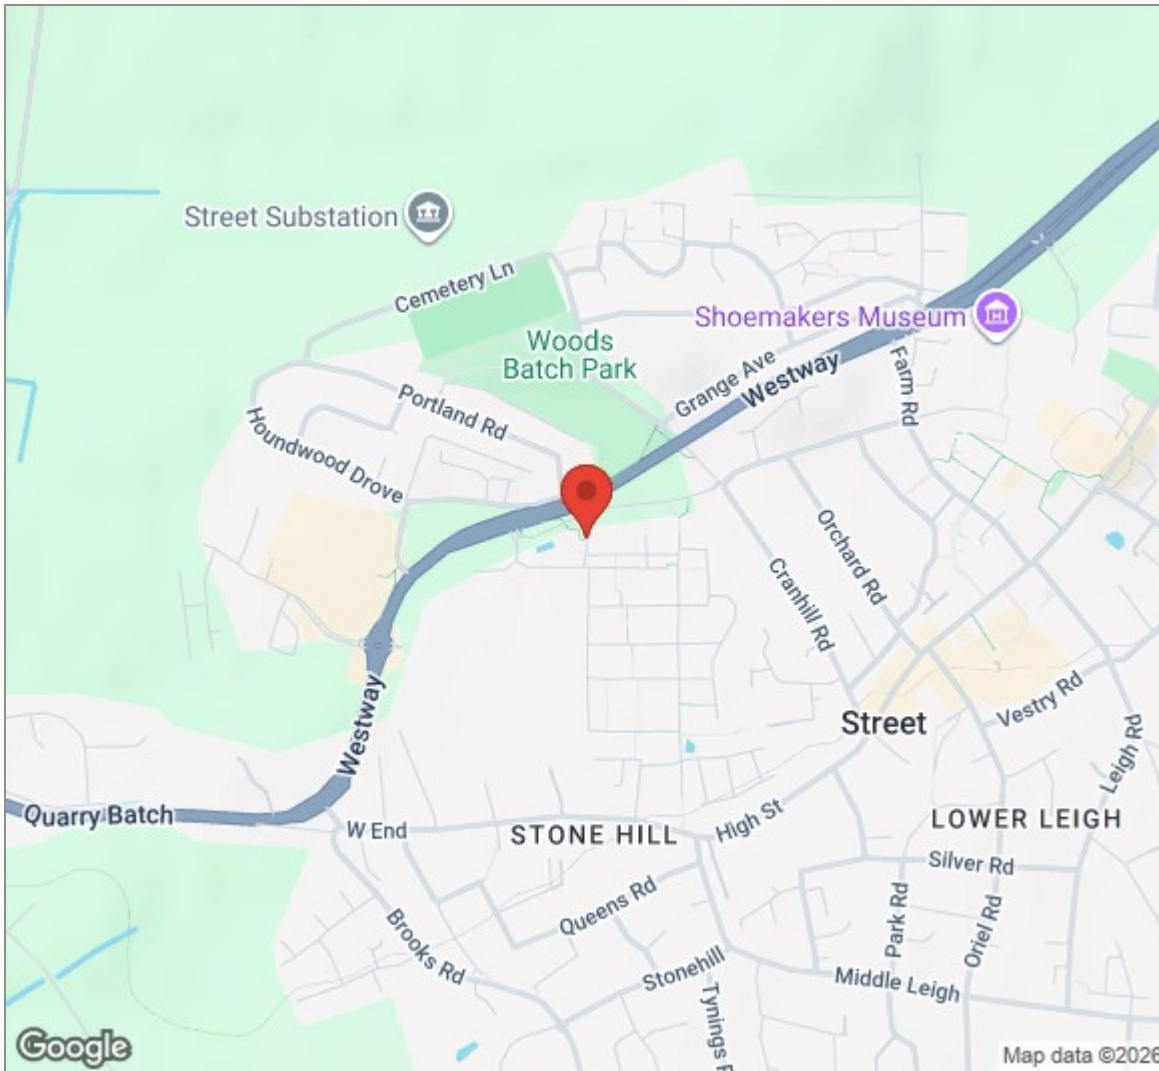 Street Substation
Cemetery Ln
Shoemakers Museum
Woods
Batch Park
Grange Ave
Westway
Farm Rd
Portland Rd
Houndwood Drove
Orchard Rd
Cranhill Rd
Westway
Vestry Rd
Street
Leigh Rd
Quarry Batch
W End
STONE HILL
High St
LOWER LEIGH
Silver Rd
Queens Rd
Park Rd
Oriel Rd
Brooks Rd
Stonehill
Middle Leigh
Tynings R
Google
Map data ©2026